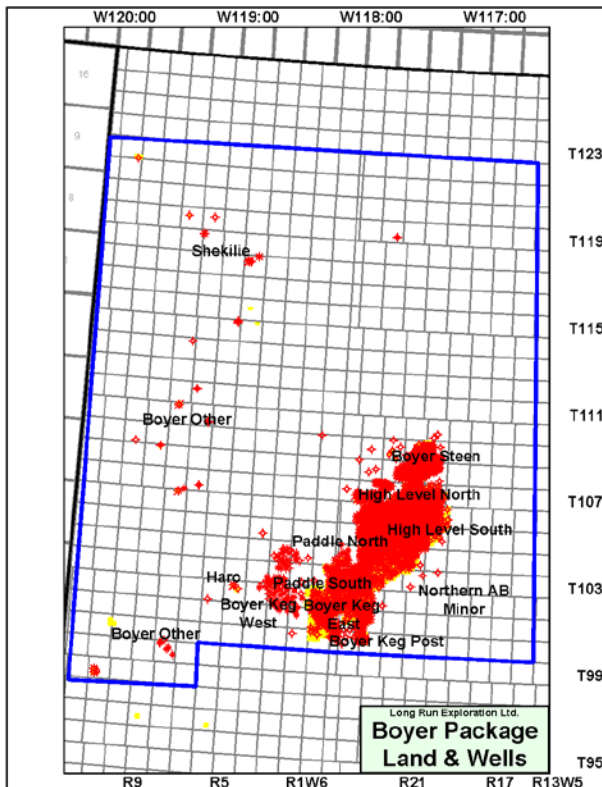 W120:00 W119:00 W118:00 W117:00
16
T123
9
8
T119
Shekilie
T115
Boyer Other
T111
Boyer Steen
High Level North
T107
High Level South
Paddle North
Haro
Paddle South
T103
Northern AB
Minor
Boyer Keg
West
Boyer Keg
East
Boyer Other
Boyer Keg Post
T99
Long Run Exploration Ltd.
Boyer Package
Land & Wells
T95
R9 R5 R1W6 R21 R17 R13W5